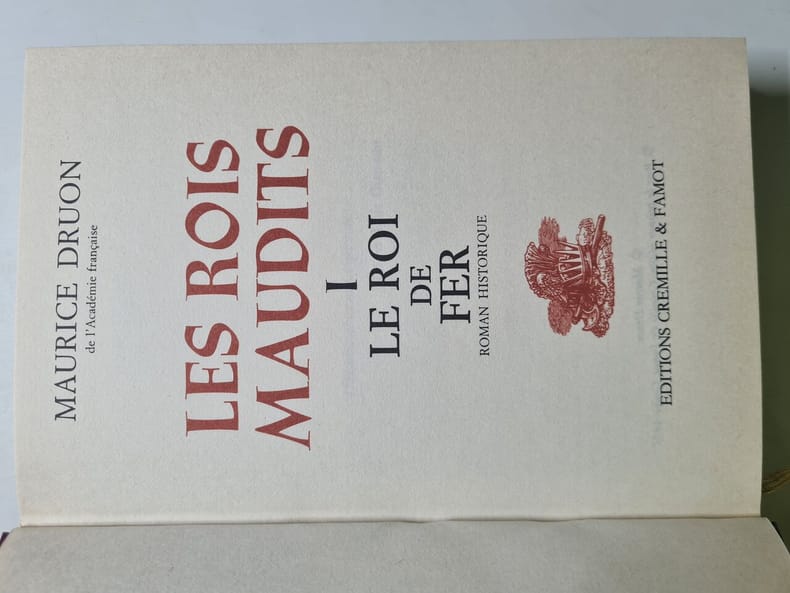 MAURICE DRUON
de l'Académie française
LES ROIS
MAUDITS
I
LE ROI
DE
FER
ROMAN HISTORIQUE
EDITIONS CREMILLE & FAMOT